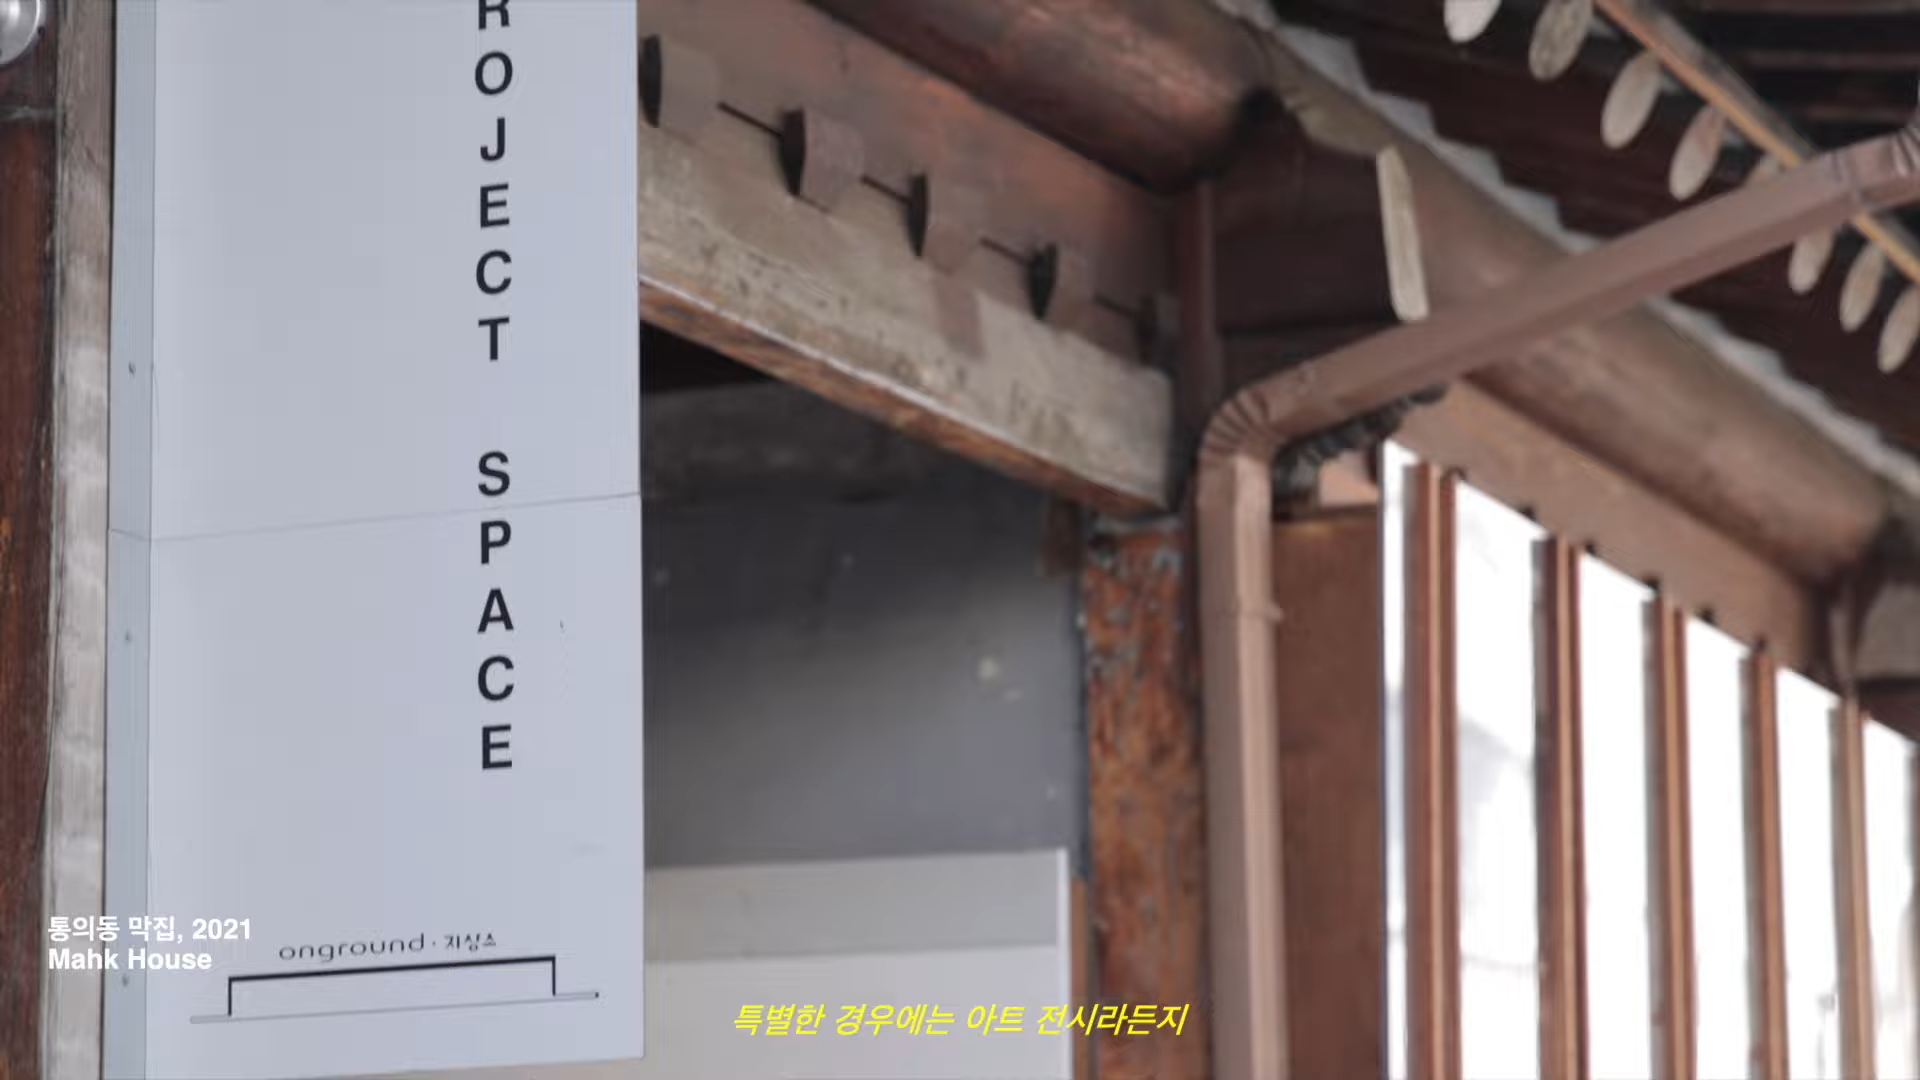 ROJECT SPACE
onground · 지상소
통의동 막집, 2021
Mahk House
특별한 경우에는 아트 전시라든지